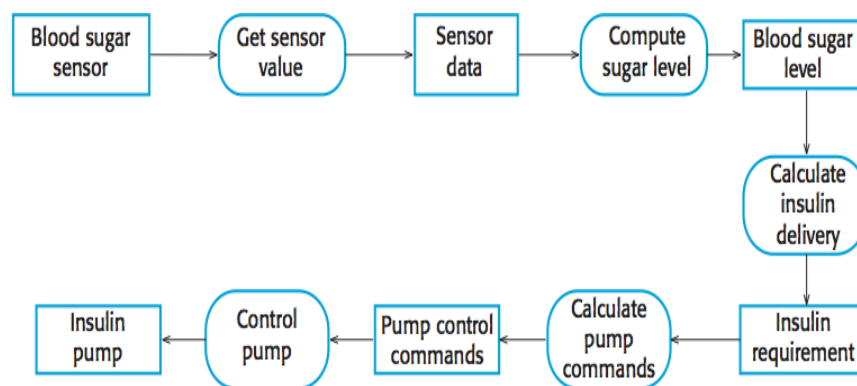 Blood sugar
sensor
Get sensor
value
Sensor
data
Compute
sugar level
Blood sugar
level
Calculate
insulin
delivery
Insulin
requirement
Calculate
pump
commands
Pump control
commands
Control
pump
Insulin
pump